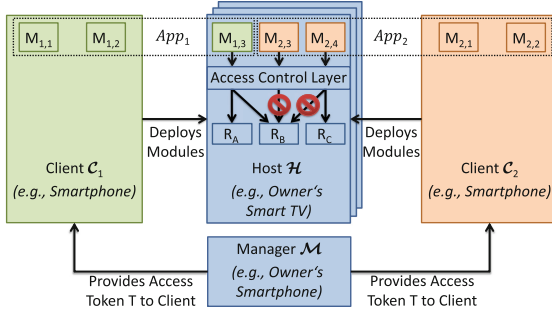 M1,1 M1,2 App1 M1,3 M2,3 M2,4 App2 M2,1 M2,2
Access Control Layer
Deploys
Modules
RA RB RC
Deploys
Modules
Client 𝓒1
(e.g., Smartphone)
Host 𝓗
(e.g., Owner's
Smart TV)
Client 𝓒2
(e.g., Smartphone)
Manager 𝓜
(e.g., Owner's
Smartphone)
Provides Access
Token T to Client
Provides Access
Token T to Client